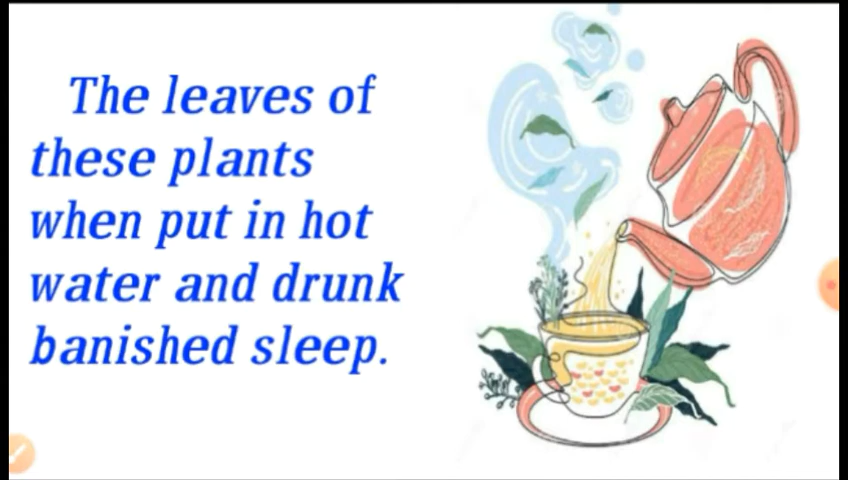 The leaves of
these plants
when put in hot
water and drunk
banished sleep.